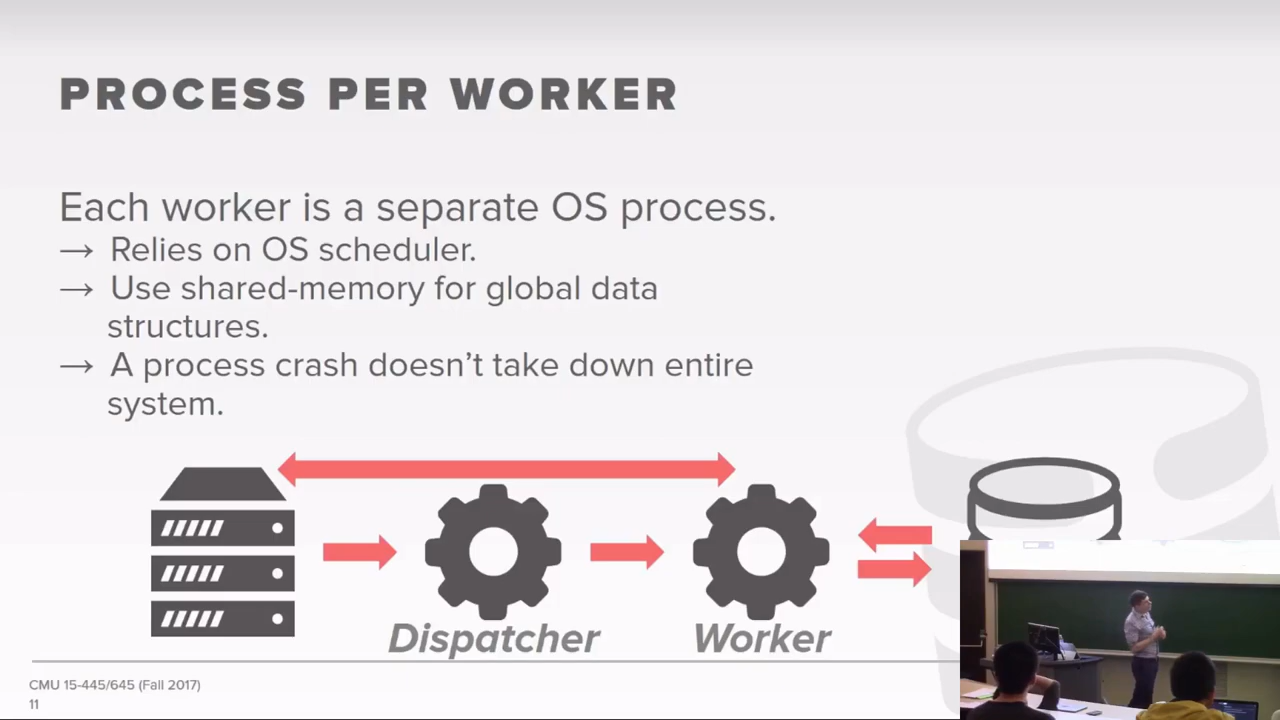 PROCESS PER WORKER
Each worker is a separate OS process.
→ Relies on OS scheduler.
→ Use shared-memory for global data
structures.
→ A process crash doesn’t take down entire
system.
Dispatcher
Worker
CMU 15-445/645 (Fall 2017)
11